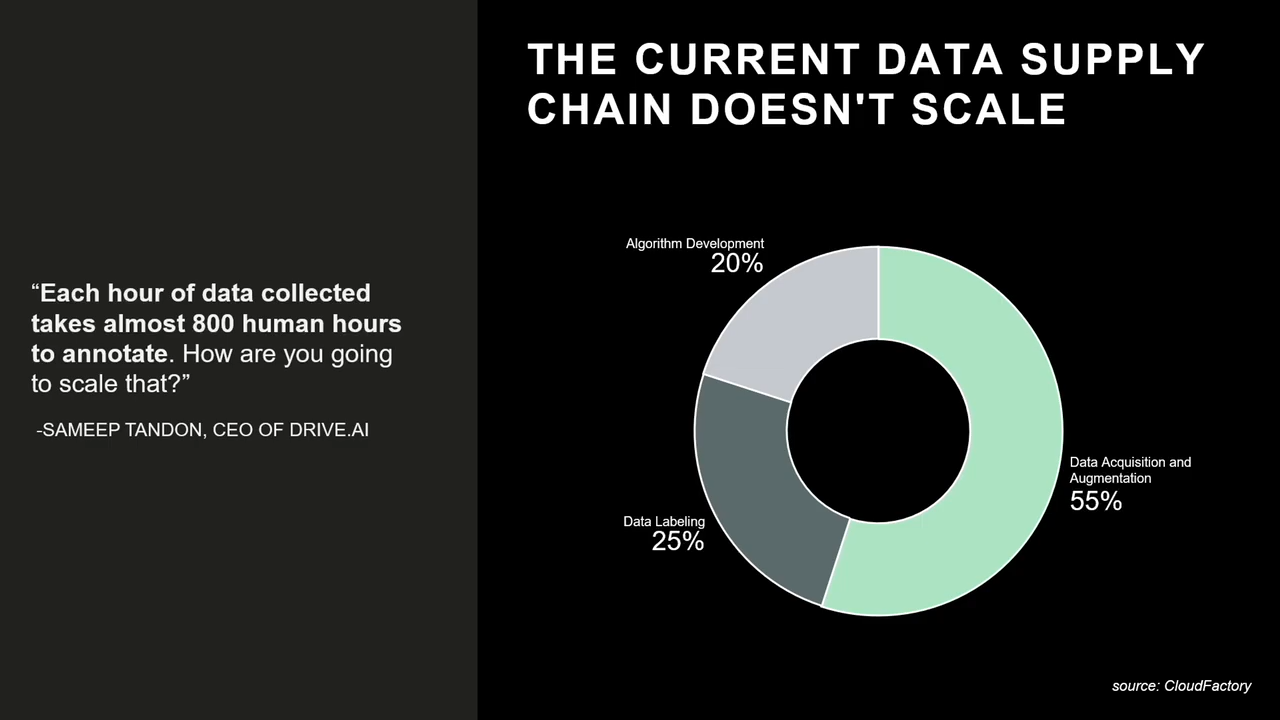 THE CURRENT DATA SUPPLY
CHAIN DOESN'T SCALE
“Each hour of data collected
takes almost 800 human hours
to annotate. How are you going
to scale that?”
-SAMEEP TANDON, CEO OF DRIVE.AI
Algorithm Development
20%
Data Acquisition and
Augmentation
55%
Data Labeling
25%
source: CloudFactory